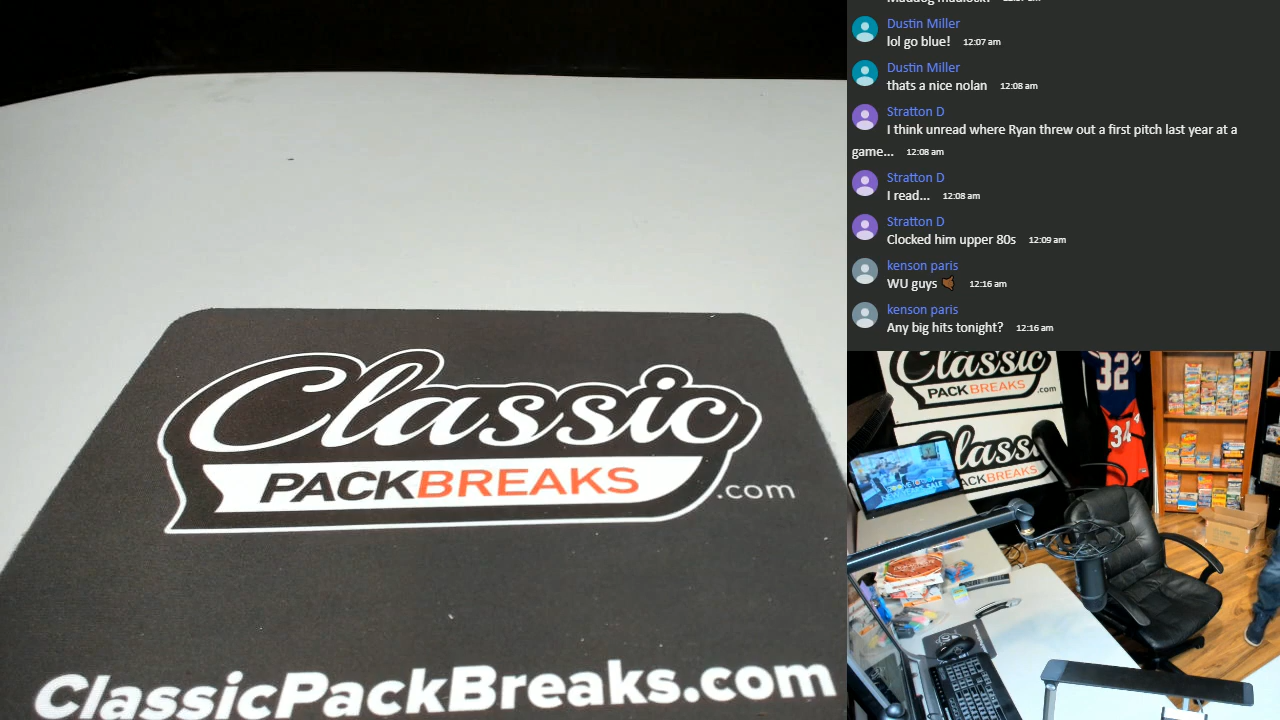 Classic
PACKBREAKS
.com
ClassicPackBreaks.com
Dustin Miller
lol go blue! 12:07 am
Dustin Miller
thats a nice nolan 12:08 am
Stratton D
I think unread where Ryan threw out a first pitch last year at a
game... 12:08 am
Stratton D
I read... 12:08 am
Stratton D
Clocked him upper 80s 12:09 am
kenson paris
WU guys 12:16 am
kenson paris
Any big hits tonight? 12:16 am
Classic
PACKBREAKS
.com
32
34